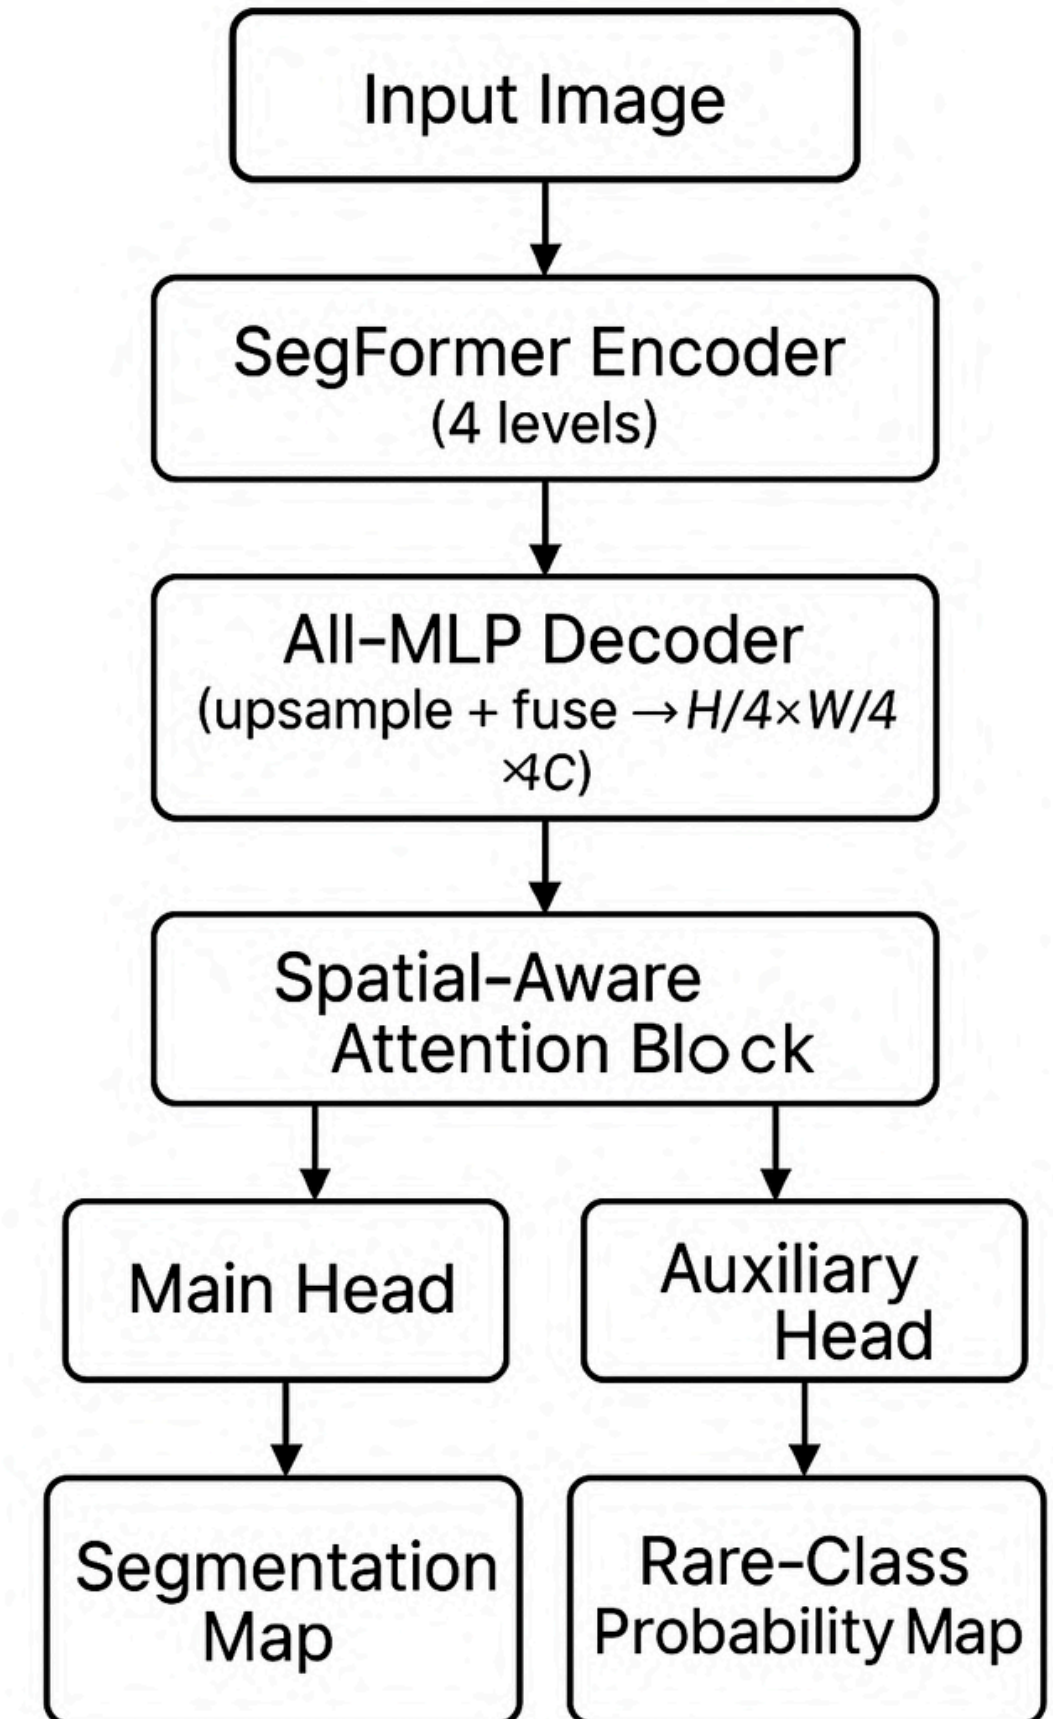 Input Image
SegFormer Encoder
(4 levels)
All-MLP Decoder
(upsample + fuse → H/4×W/4
×4C)
Spatial-Aware
Attention Block
Main Head
Auxiliary
Head
Segmentation
Map
Rare-Class
Probability Map